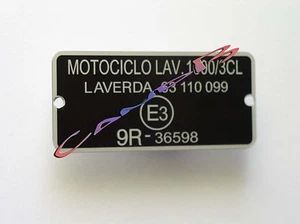 MOTOCICLO LAV. 1000/3CL
LAVERDA 63 110 099
E3
9R - 36598